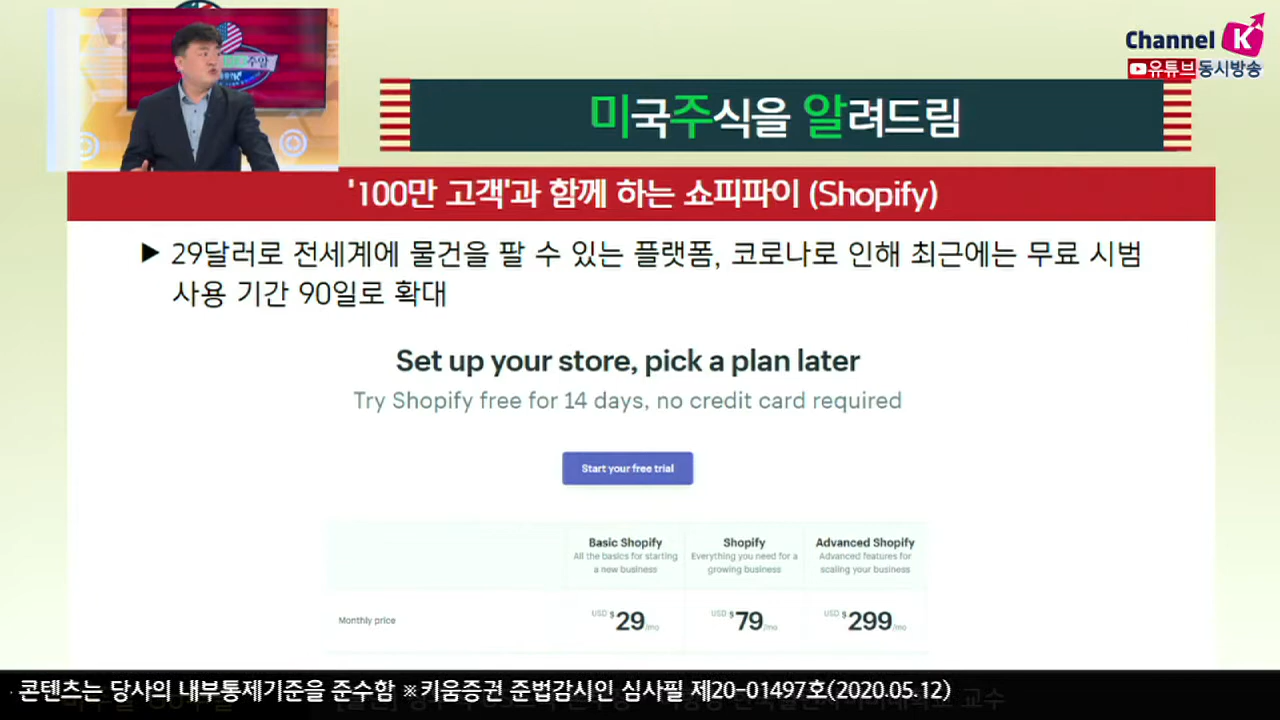 Channel K
유튜브동시방송
주알
미국주식을 알려드림
'100만 고객'과 함께 하는 쇼피파이 (Shopify)
▶ 29달러로 전세계에 물건을 팔 수 있는 플랫폼, 코로나로 인해 최근에는 무료 시범
사용 기간 90일로 확대
Set up your store, pick a plan later
Try Shopify free for 14 days, no credit card required
Start your free trial
Basic Shopify Shopify Advanced Shopify
All the basics for starting Everything you need for a Advanced features for
a new business growing business scaling your business
Monthly price USD $29/mo USD $79/mo USD $299/mo
콘텐츠는 당사의 내부통제기준을 준수함 ※키움증권 준법감시인 심사필 제20-01497호(2020.05.12)